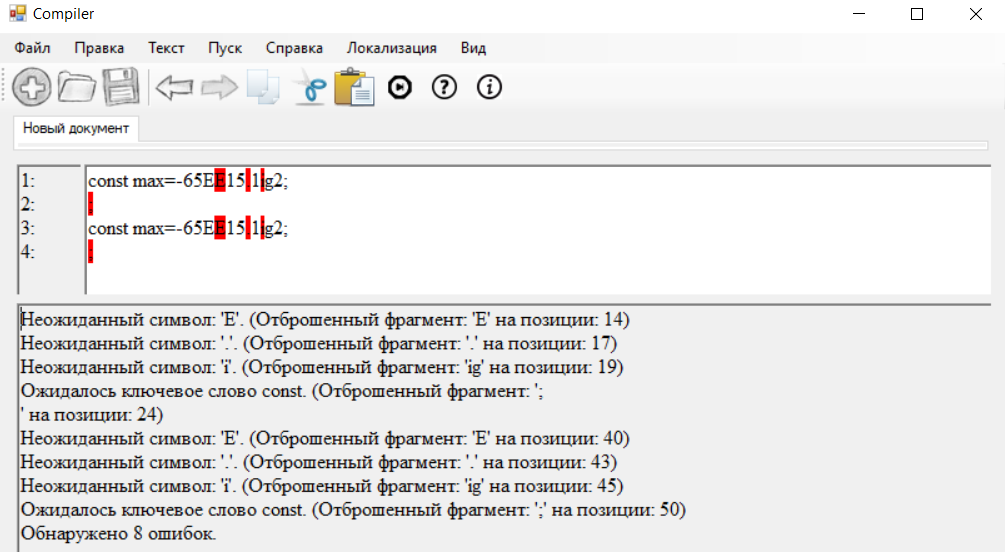 Compiler
Файл Правка Текст Пуск Справка Локализация Вид
Новый документ
1: const max=-65EE15.1ig2;
2: ;
3: const max=-65EE15.1ig2;
4: ;
Неожиданный символ: 'E'. (Отброшенный фрагмент: 'E' на позиции: 14)
Неожиданный символ: '.'. (Отброшенный фрагмент: '.' на позиции: 17)
Неожиданный символ: 'i'. (Отброшенный фрагмент: 'ig' на позиции: 19)
Ожидалось ключевое слово const. (Отброшенный фрагмент: ';
' на позиции: 24)
Неожиданный символ: 'E'. (Отброшенный фрагмент: 'E' на позиции: 40)
Неожиданный символ: '.'. (Отброшенный фрагмент: '.' на позиции: 43)
Неожиданный символ: 'i'. (Отброшенный фрагмент: 'ig' на позиции: 45)
Ожидалось ключевое слово const. (Отброшенный фрагмент: ';' на позиции: 50)
Обнаружено 8 ошибок.